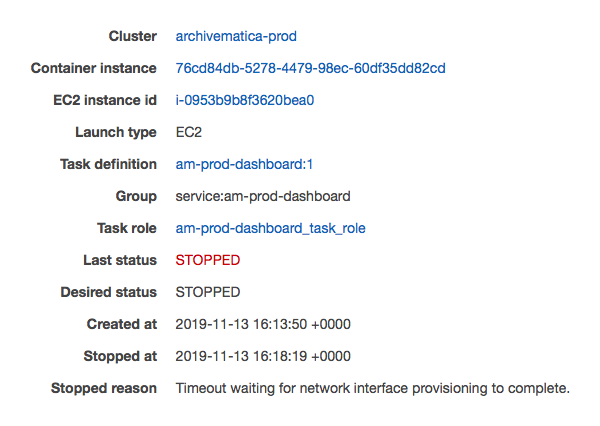 Cluster archivematica-prod
Container instance 76cd84db-5278-4479-98ec-60df35dd82cd
EC2 instance id i-0953b9b8f3620bea0
Launch type EC2
Task definition am-prod-dashboard:1
Group service:am-prod-dashboard
Task role am-prod-dashboard_task_role
Last status STOPPED
Desired status STOPPED
Created at 2019-11-13 16:13:50 +0000
Stopped at 2019-11-13 16:18:19 +0000
Stopped reason Timeout waiting for network interface provisioning to complete.